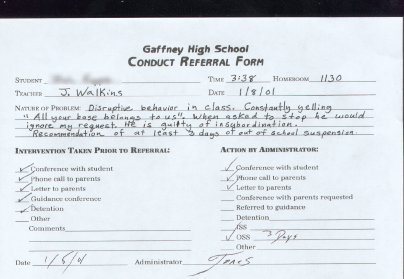 Gaffney High School
CONDUCT REFERRAL FORM
STUDENT TIME 3:38 HOMEROOM 1130
TEACHER J. Walkins DATE 1/8/01
NATURE OF PROBLEM: Disruptive behavior in class. Constantly yelling
"All your base belongs to us". When asked to stop he would
ignore my request. He is guilty of insubordination.
Recommendation of at least 3 days of out of school suspension
INTERVENTION TAKEN PRIOR TO REFERRAL:
✓ Conference with student
✓ Phone call to parents
✓ Letter to parents
✓ Guidance conference
✓ Detention
Other
Comments
Date 1/8/01
ACTION BY ADMINISTRATOR:
✓ Conference with student
✓ Phone call to parents
✓ Letter to parents
Conference with parents requested
Referred to guidance
Detention
ISS
✓ OSS 3 Days
Other
Administrator Jones